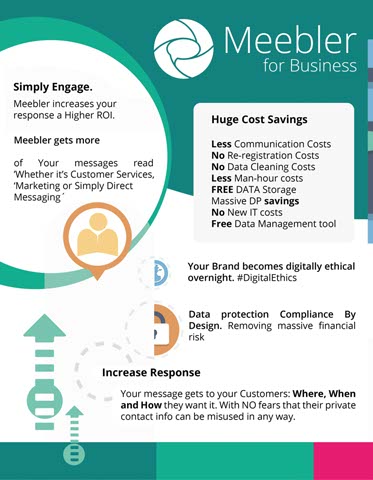 Meebler
for Business
Simply Engage.
Meebler increases your
response a Higher ROI.
Meebler gets more
of Your messages read
‘Whether it’s Customer Services,
‘Marketing or Simply Direct
Messaging´
Huge Cost Savings
Less Communication Costs
No Re-registration Costs
No Data Cleaning Costs
Less Man-hour costs
FREE DATA Storage
Massive DP savings
No New IT costs
Free Data Management tool
Your Brand becomes digitally ethical
overnight. #DigitalEthics
Data protection Compliance By
Design. Removing massive financial
risk
Increase Response
Your message gets to your Customers: Where, When
and How they want it. With NO fears that their private
contact info can be misused in any way.